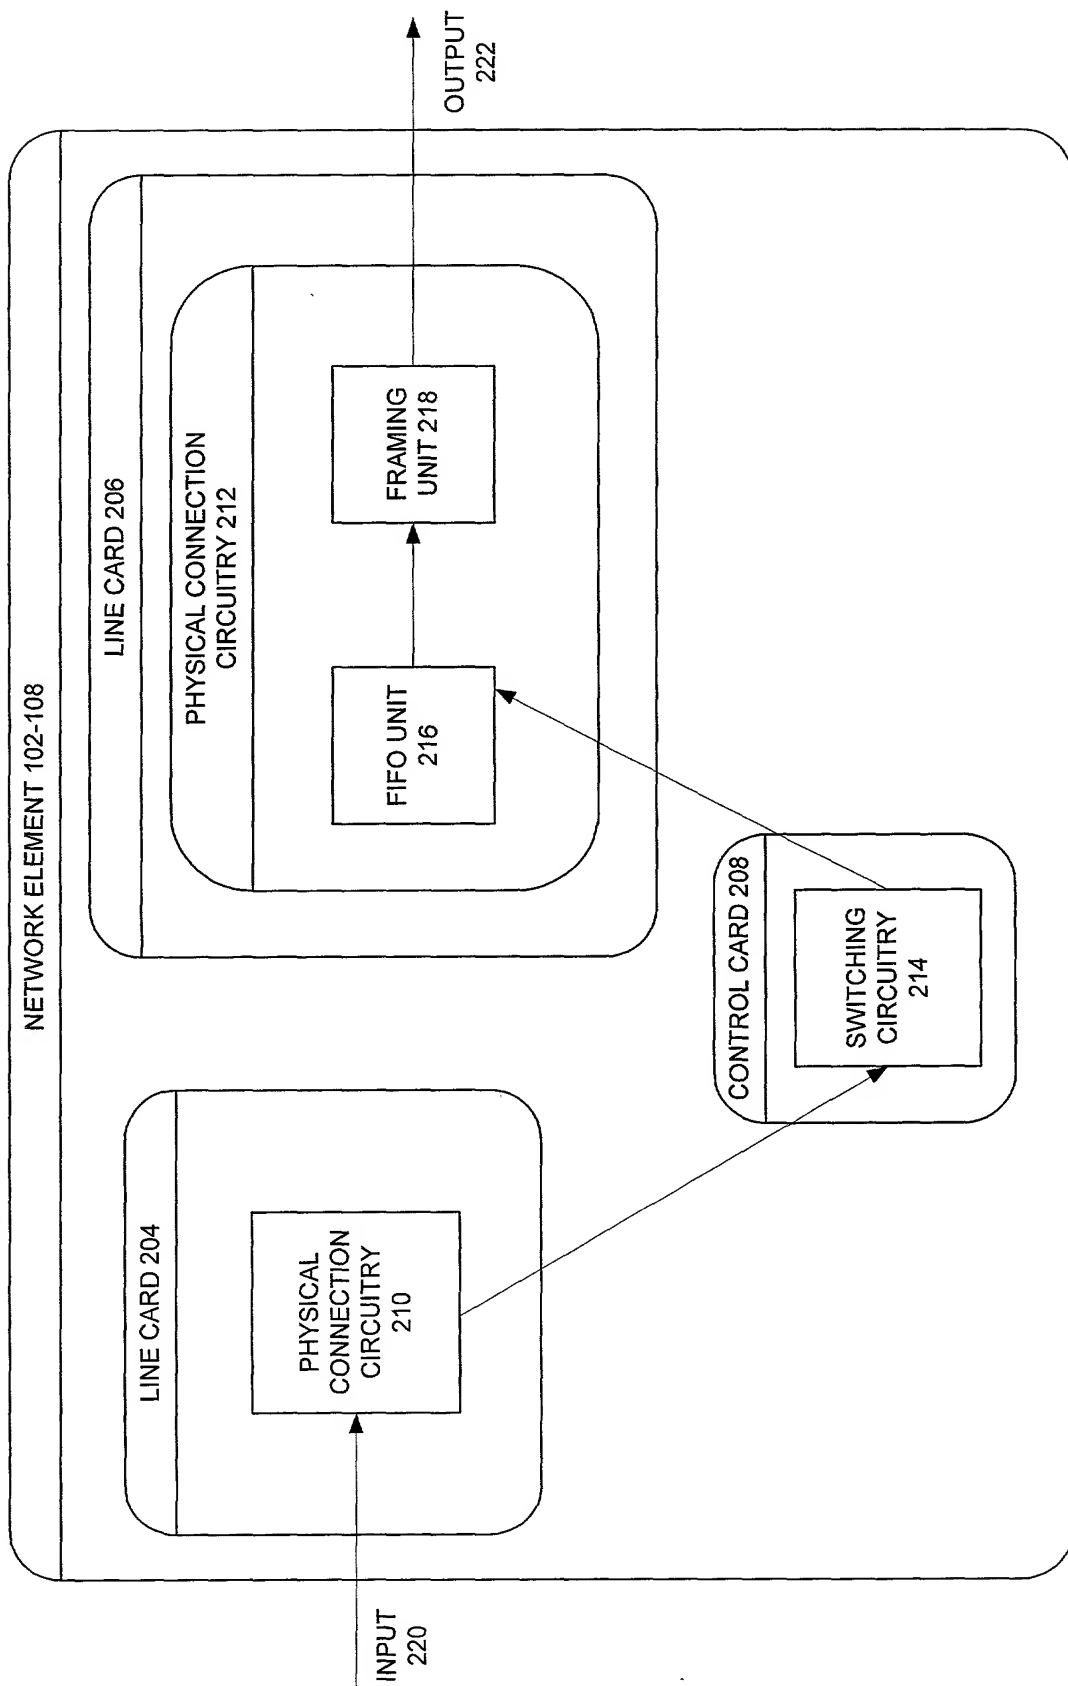 NETWORK ELEMENT 102-108
LINE CARD 204
PHYSICAL
CONNECTION
CIRCUITRY
210
INPUT
220
LINE CARD 206
PHYSICAL CONNECTION
CIRCUITRY 212
FIFO UNIT
216
FRAMING
UNIT 218
OUTPUT
222
CONTROL CARD 208
SWITCHING
CIRCUITRY
214